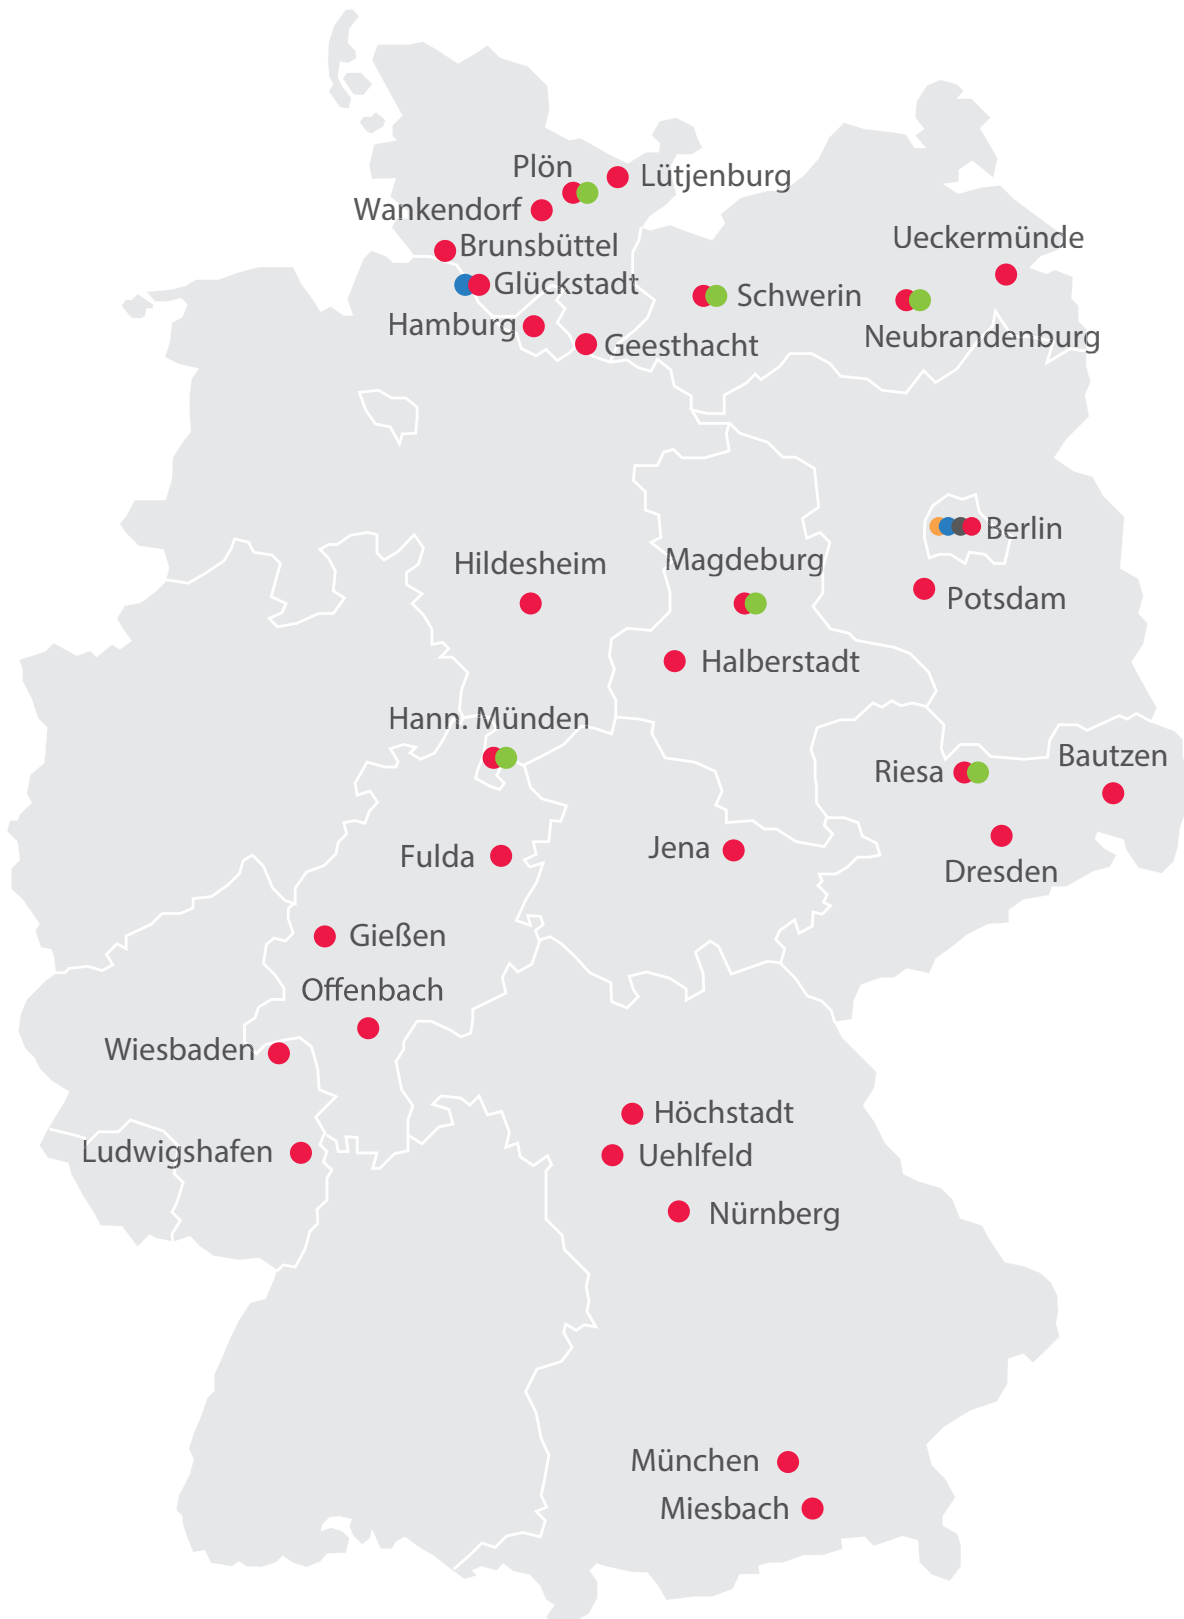 Plön
Lütjenburg
Wankendorf
Brunsbüttel
Ueckermünde
Glückstadt
Schwerin
Hamburg
Neubrandenburg
Geesthacht
Berlin
Hildesheim
Magdeburg
Potsdam
Halberstadt
Hann. Münden
Bautzen
Riesa
Fulda
Jena
Dresden
Gießen
Offenbach
Wiesbaden
Höchstadt
Ludwigshafen
Uehlfeld
Nürnberg
München
Miesbach